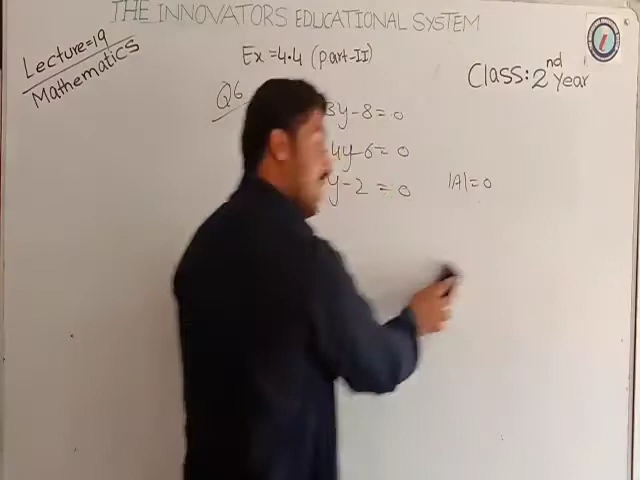 THE INNOVATORS EDUCATIONAL SYSTEM
Lecture=19
Mathematics
Ex=4.4 (part-II)
Class: 2nd year
Q6
3y-8=0
4y-6=0
y-2=0
|A|=0